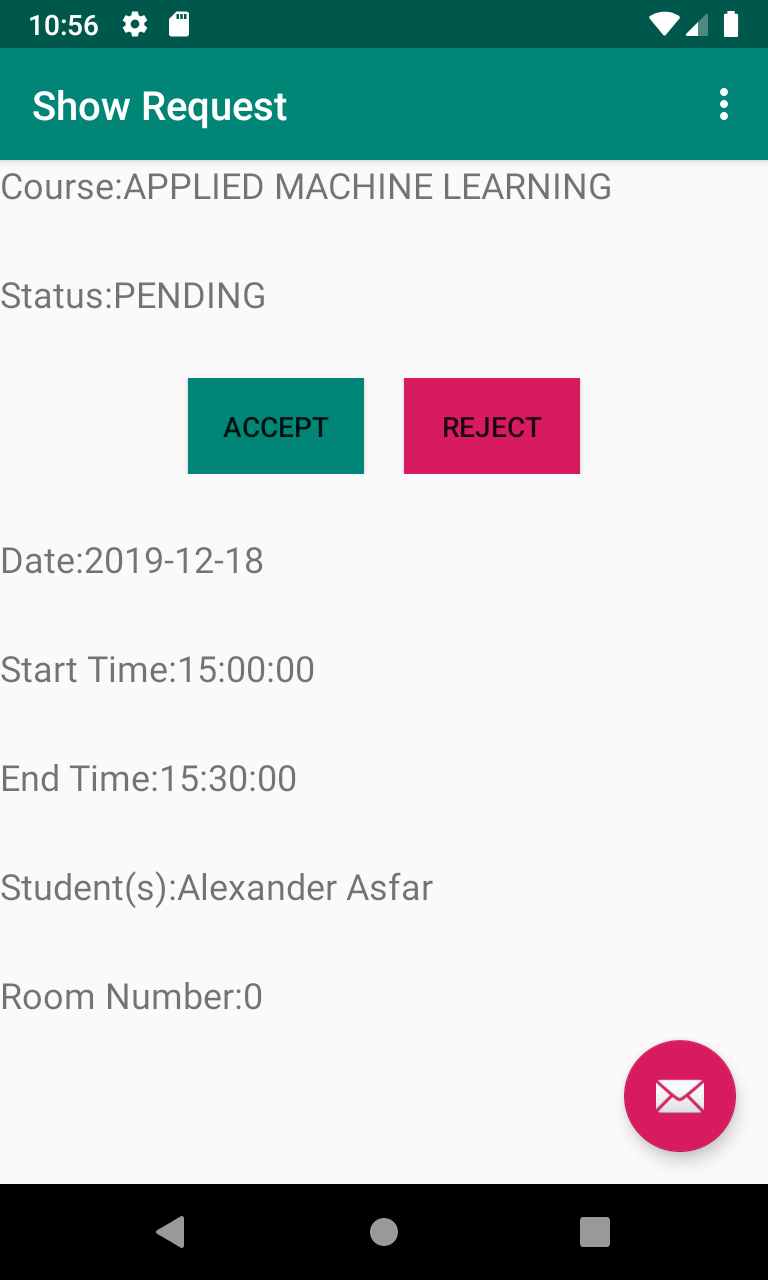 10:56
Show Request
Course:APPLIED MACHINE LEARNING
Status:PENDING
ACCEPT REJECT
Date:2019-12-18
Start Time:15:00:00
End Time:15:30:00
Student(s):Alexander Asfar
Room Number:0